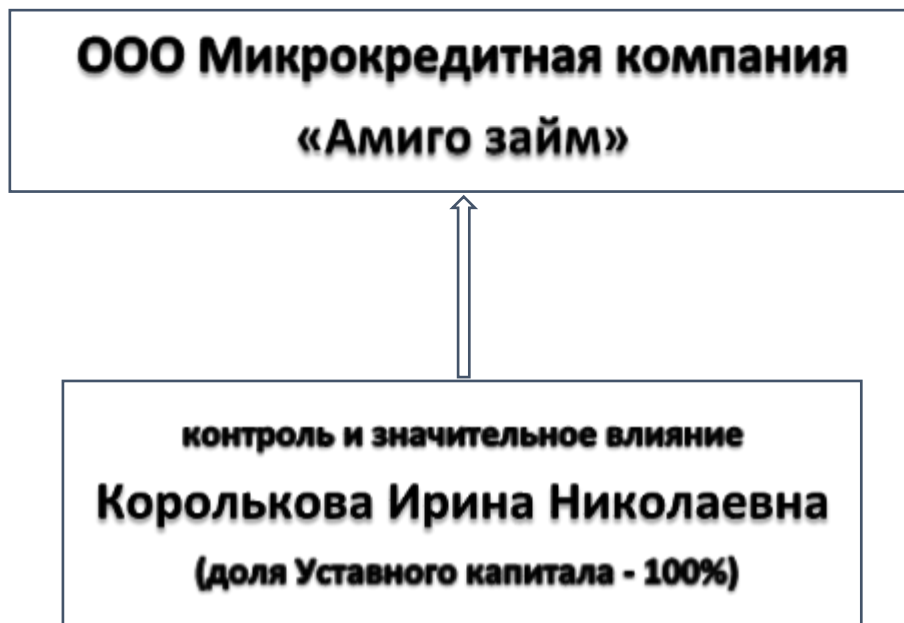 ООО Микрокредитная компания
«Амиго займ»
контроль и значительное влияние
Королькова Ирина Николаевна
(доля Уставного капитала - 100%)